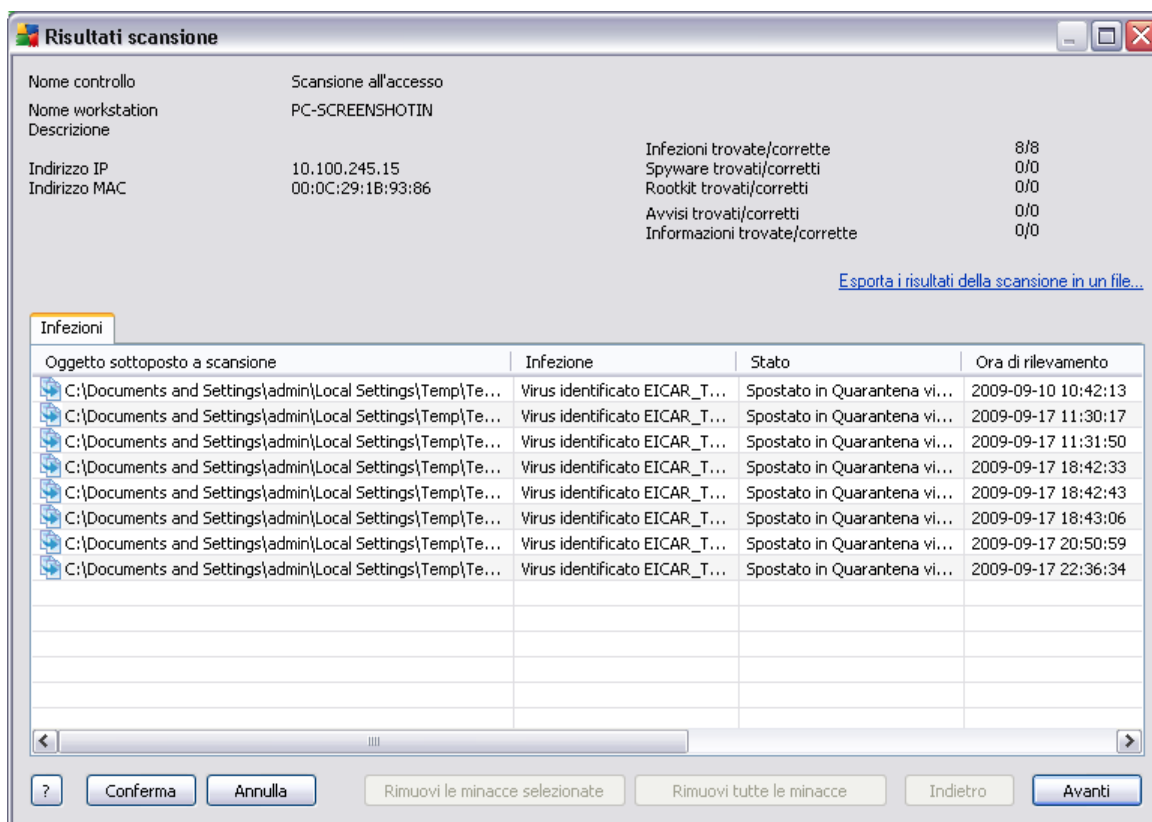 Risultati scansione
Nome controllo Scansione all'accesso
Nome workstation PC-SCREENSHOTIN
Descrizione
Indirizzo IP 10.100.245.15
Indirizzo MAC 00:0C:29:1B:93:86
Infezioni trovate/corrette 8/8
Spyware trovati/corretti 0/0
Rootkit trovati/corretti 0/0
Avvisi trovati/corretti 0/0
Informazioni trovate/corrette 0/0
Esporta i risultati della scansione in un file...
Infezioni
Oggetto sottoposto a scansione Infezione Stato Ora di rilevamento
C:\Documents and Settings\admin\Local Settings\Temp\Te... Virus identificato EICAR_T... Spostato in Quarantena vi... 2009-09-10 10:42:13
C:\Documents and Settings\admin\Local Settings\Temp\Te... Virus identificato EICAR_T... Spostato in Quarantena vi... 2009-09-17 11:30:17
C:\Documents and Settings\admin\Local Settings\Temp\Te... Virus identificato EICAR_T... Spostato in Quarantena vi... 2009-09-17 11:31:50
C:\Documents and Settings\admin\Local Settings\Temp\Te... Virus identificato EICAR_T... Spostato in Quarantena vi... 2009-09-17 18:42:33
C:\Documents and Settings\admin\Local Settings\Temp\Te... Virus identificato EICAR_T... Spostato in Quarantena vi... 2009-09-17 18:42:43
C:\Documents and Settings\admin\Local Settings\Temp\Te... Virus identificato EICAR_T... Spostato in Quarantena vi... 2009-09-17 18:43:06
C:\Documents and Settings\admin\Local Settings\Temp\Te... Virus identificato EICAR_T... Spostato in Quarantena vi... 2009-09-17 20:50:59
C:\Documents and Settings\admin\Local Settings\Temp\Te... Virus identificato EICAR_T... Spostato in Quarantena vi... 2009-09-17 22:36:34
? Conferma Annulla Rimuovi le minacce selezionate Rimuovi tutte le minacce Indietro Avanti